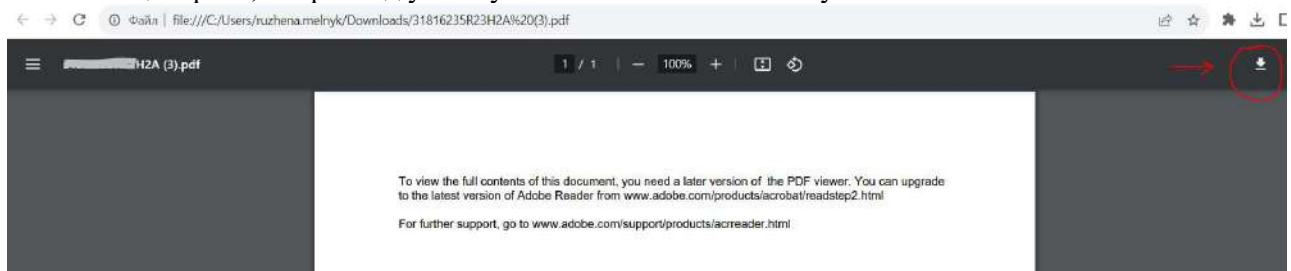 Файл | file:///C:/Users/ruzhena.melnyk/Downloads/31816235R23H2A%20(3).pdf
H2A (3).pdf
1 / 1 | − 100% + |
To view the full contents of this document, you need a later version of the PDF viewer. You can upgrade
to the latest version of Adobe Reader from www.adobe.com/products/acrobat/readstep2.html
For further support, go to www.adobe.com/support/products/acrreader.html